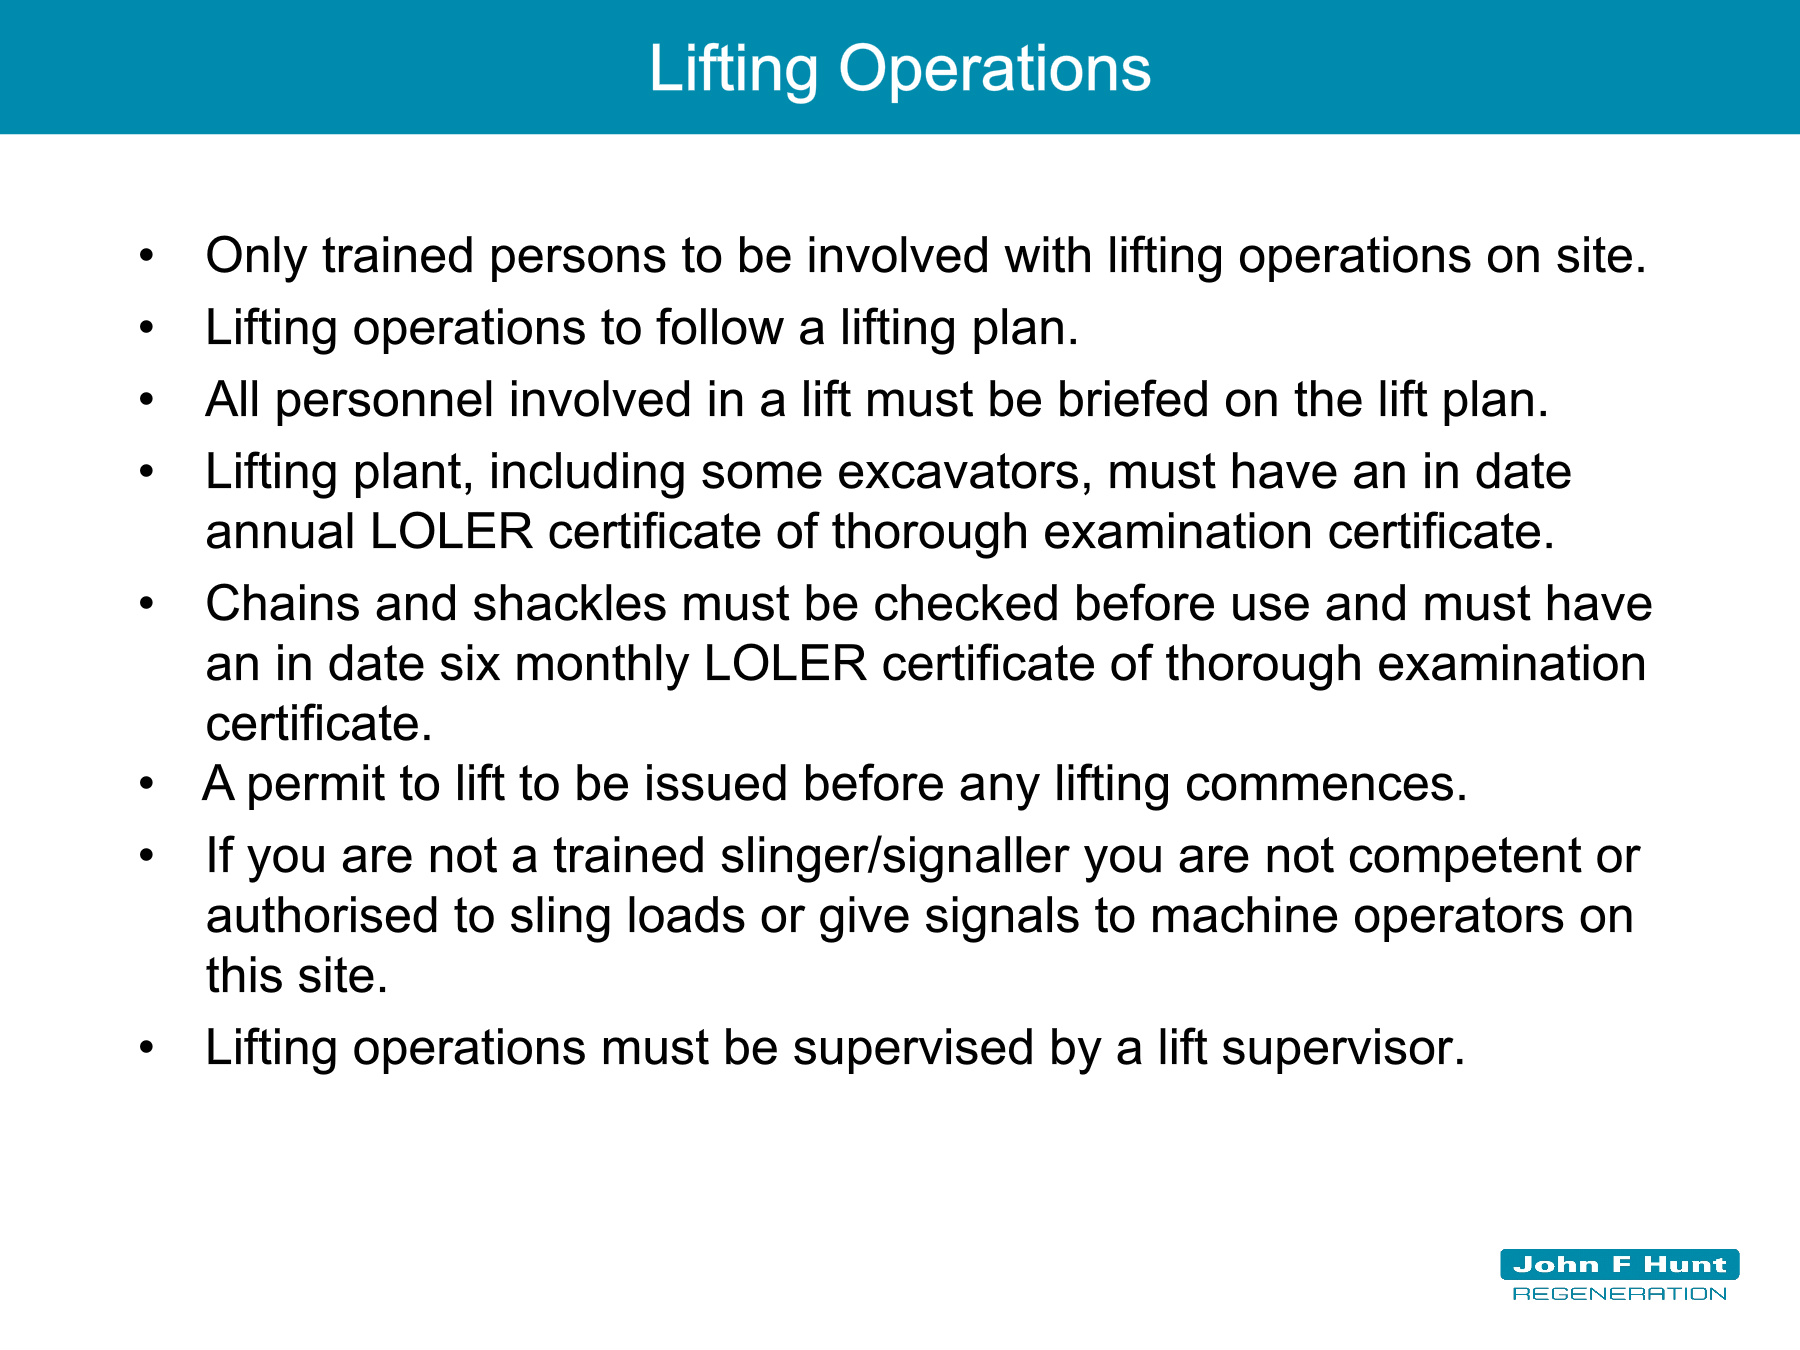 Lifting Operations
• Only trained persons to be involved with lifting operations on site.
• Lifting operations to follow a lifting plan.
• All personnel involved in a lift must be briefed on the lift plan.
• Lifting plant, including some excavators, must have an in date
annual LOLER certificate of thorough examination certificate.
• Chains and shackles must be checked before use and must have
an in date six monthly LOLER certificate of thorough examination
certificate.
• A permit to lift to be issued before any lifting commences.
• If you are not a trained slinger/signaller you are not competent or
authorised to sling loads or give signals to machine operators on
this site.
• Lifting operations must be supervised by a lift supervisor.
John F Hunt
REGENERATION